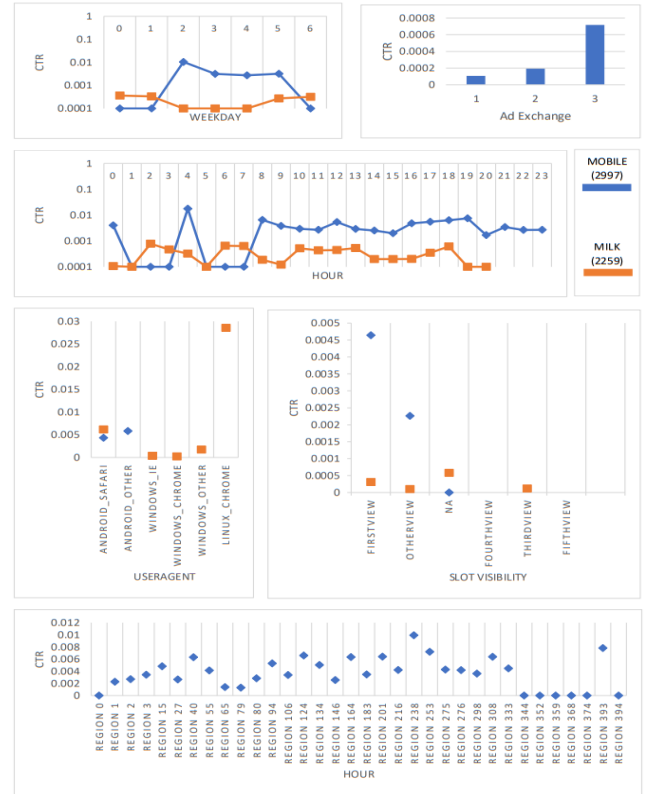 1
0.1
0.01
0.001
0.0001
CTR
0 1 2 3 4 5 6
WEEKDAY
0.0008
0.0006
0.0004
0.0002
0
CTR
1 2 3
Ad Exchange
1
0.1
0.01
0.001
0.0001
CTR
0 1 2 3 4 5 6 7 8 9 10 11 12 13 14 15 16 17 18 19 20 21 22 23
HOUR
MOBILE
(2997)
MILK
(2259)
0.03
0.025
0.02
0.015
0.01
0.005
0
CTR
ANDROID_SAFARI
ANDROID_OTHER
WINDOWS_IE
WINDOWS_CHROME
WINDOWS_OTHER
LINUX_CHROME
USERAGENT
0.005
0.0045
0.004
0.0035
0.003
0.0025
0.002
0.0015
0.001
0.0005
0
CTR
FIRSTVIEW
OTHERVIEW
NA
FOURTHVIEW
THIRDVIEW
FIFTHVIEW
SLOT VISIBILITY
0.012
0.01
0.008
0.006
0.004
0.002
0
CTR
REGION 0
REGION 1
REGION 2
REGION 3
REGION 15
REGION 27
REGION 40
REGION 55
REGION 65
REGION 79
REGION 80
REGION 94
REGION 106
REGION 124
REGION 134
REGION 146
REGION 164
REGION 183
REGION 201
REGION 216
REGION 238
REGION 253
REGION 275
REGION 276
REGION 298
REGION 308
REGION 333
REGION 344
REGION 352
REGION 359
REGION 368
REGION 374
REGION 393
REGION 394
HOUR